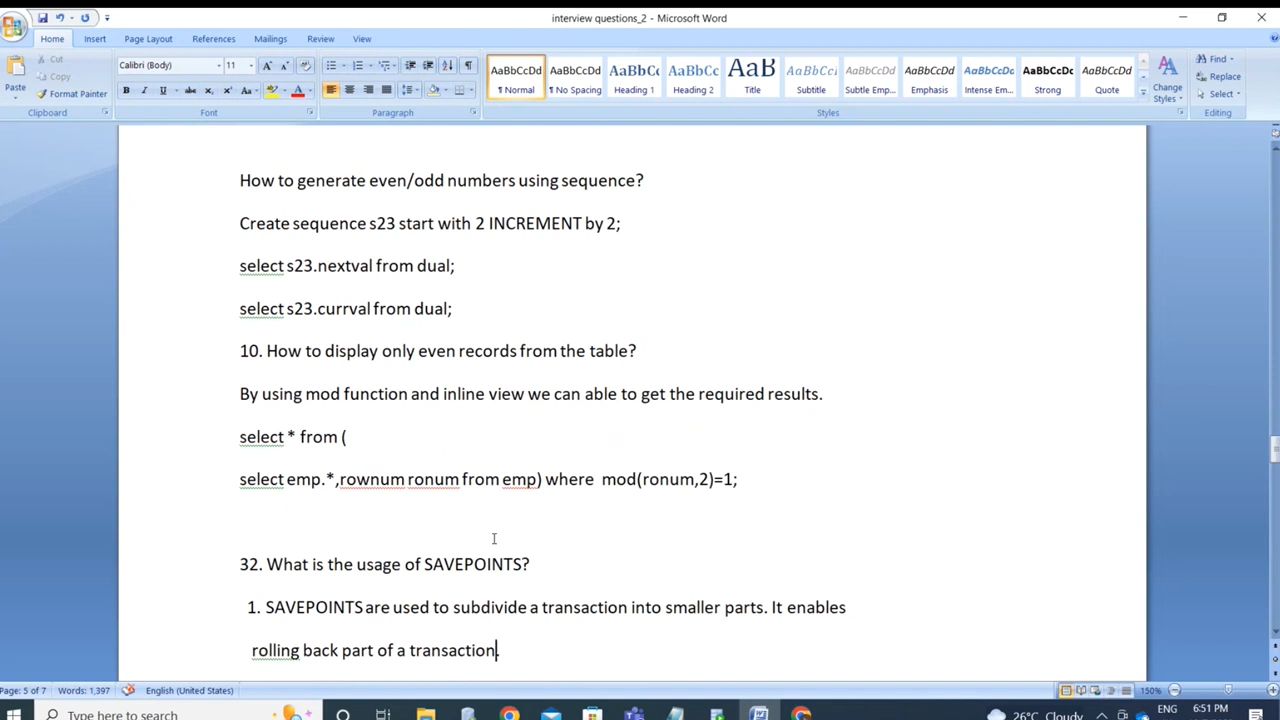 interview questions_2 - Microsoft Word
Home Insert Page Layout References Mailings Review View
Cut
Copy
Format Painter
Paste
Clipboard
Calibri (Body) 11
Font
Paragraph
AaBbCcDd AaBbCcDd AaBbCc AaBbCc AaB AaBbCcI AaBbCcDd AaBbCcDd AaBbCcDd AaBbCcDc AaBbCcDd
¶ Normal ¶ No Spacing Heading 1 Heading 2 Title Subtitle Subtle Emp... Emphasis Intense Em... Strong Quote
Change Styles
Styles
Find
Replace
Select
Editing
How to generate even/odd numbers using sequence?
Create sequence s23 start with 2 INCREMENT by 2;
select s23.nextval from dual;
select s23.currval from dual;
10. How to display only even records from the table?
By using mod function and inline view we can able to get the required results.
select * from (
select emp.*,rownum ronum from emp) where  mod(ronum,2)=1;
32. What is the usage of SAVEPOINTS?
1. SAVEPOINTS are used to subdivide a transaction into smaller parts. It enables
rolling back part of a transaction.
Page: 5 of 7 Words: 1,397 English (United States) 150%
Type here to search 26°C Cloudy ENG 6:51 PM